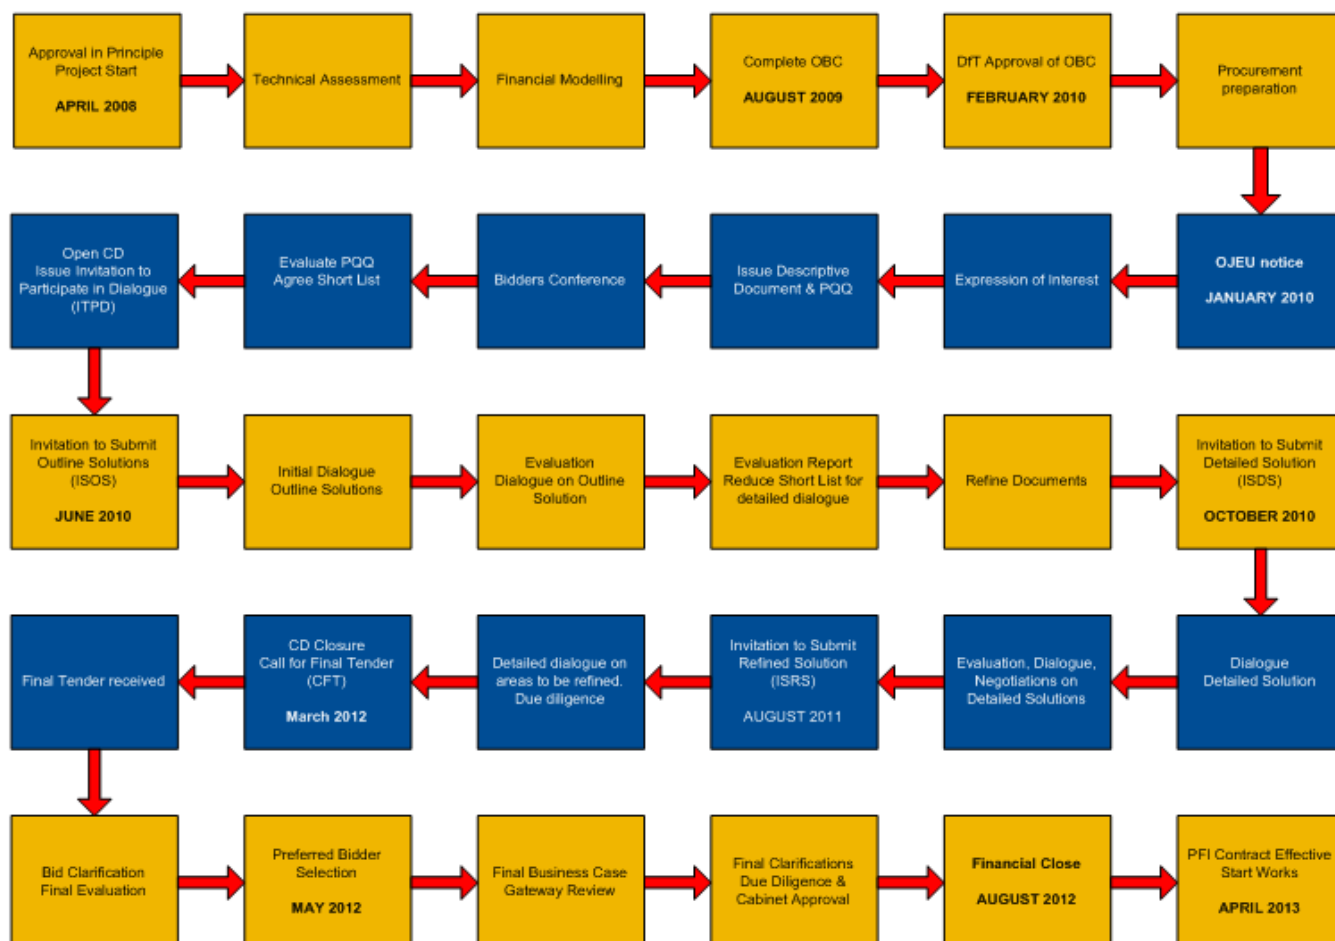 Approval in Principle
Project Start
APRIL 2008
Technical Assessment
Financial Modelling
Complete OBC
AUGUST 2009
DfT Approval of OBC
FEBRUARY 2010
Procurement
preparation
OJEU notice
JANUARY 2010
Expression of Interest
Issue Descriptive
Document & PQQ
Bidders Conference
Evaluate PQQ
Agree Short List
Open CD
Issue Invitation to
Participate in Dialogue
(ITPD)
Invitation to Submit
Outline Solutions
(ISOS)
JUNE 2010
Initial Dialogue
Outline Solutions
Evaluation
Dialogue on Outline
Solution
Evaluation Report
Reduce Short List for
detailed dialogue
Refine Documents
Invitation to Submit
Detailed Solution
(ISDS)
OCTOBER 2010
Dialogue
Detailed Solution
Evaluation, Dialogue,
Negotiations on
Detailed Solutions
Invitation to Submit
Refined Solution
(ISRS)
AUGUST 2011
Detailed dialogue on
areas to be refined.
Due diligence
CD Closure
Call for Final Tender
(CFT)
March 2012
Final Tender received
Bid Clarification
Final Evaluation
Preferred Bidder
Selection
MAY 2012
Final Business Case
Gateway Review
Final Clarifications
Due Diligence &
Cabinet Approval
Financial Close
AUGUST 2012
PFI Contract Effective
Start Works
APRIL 2013